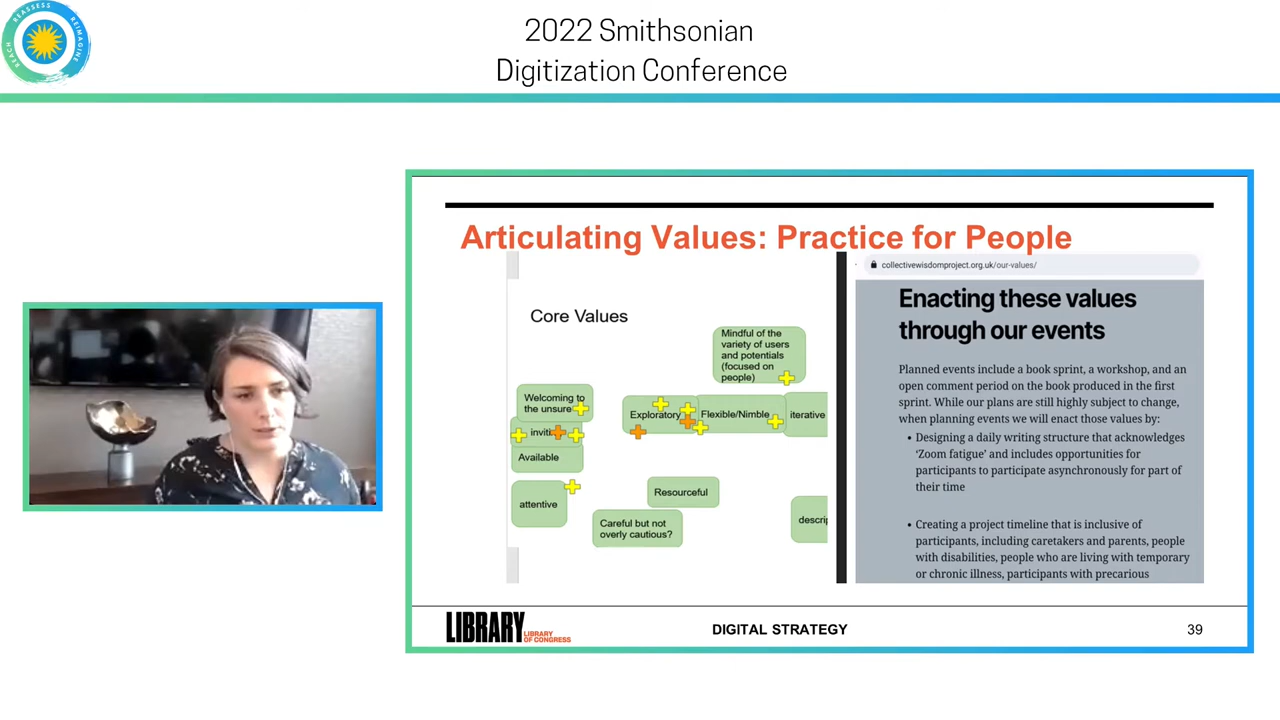 REACH
REASSESS
REIMAGINE
2022 Smithsonian
Digitization Conference
Articulating Values: Practice for People
Core Values
Mindful of the
variety of users
and potentials
(focused on
people)
Welcoming to
the unsure
Available
attentive
Exploratory
Flexible/Nimble
iterative
Resourceful
Careful but not
overly cautious?
collectivewisdomproject.org.uk/our-values/
Enacting these values
through our events
Planned events include a book sprint, a workshop, and an
open comment period on the book produced in the first
sprint. While our plans are still highly subject to change,
when planning events we will enact those values by:
• Designing a daily writing structure that acknowledges
‘Zoom fatigue’ and includes opportunities for
participants to participate asynchronously for part of
their time
• Creating a project timeline that is inclusive of
participants, including caretakers and parents, people
with disabilities, people who are living with temporary
or chronic illness, participants with precarious
LIBRARY
LIBRARY
OF CONGRESS
DIGITAL STRATEGY
39